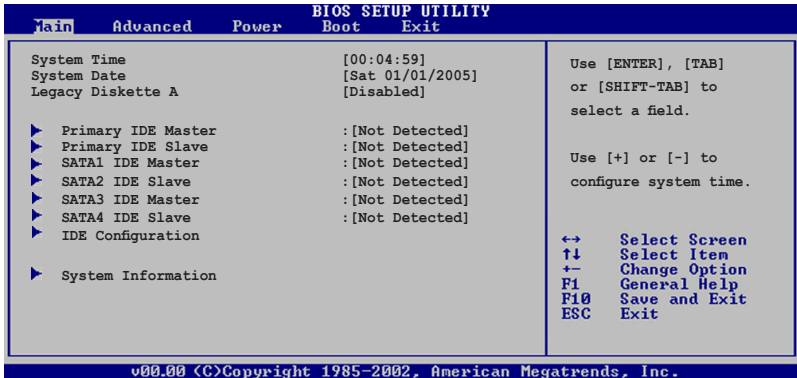 BIOS SETUP UTILITY
Main Advanced Power Boot Exit
System Time [00:04:59]
System Date [Sat 01/01/2005]
Legacy Diskette A [Disabled]
Primary IDE Master :[Not Detected]
Primary IDE Slave :[Not Detected]
SATA1 IDE Master :[Not Detected]
SATA2 IDE Slave :[Not Detected]
SATA3 IDE Master :[Not Detected]
SATA4 IDE Slave :[Not Detected]
IDE Configuration
System Information
Use [ENTER], [TAB]
or [SHIFT-TAB] to
select a field.
Use [+] or [-] to
configure system time.
←→ Select Screen
↑↓ Select Item
+- Change Option
F1 General Help
F10 Save and Exit
ESC Exit
v00.00 (C)Copyright 1985-2002, American Megatrends, Inc.